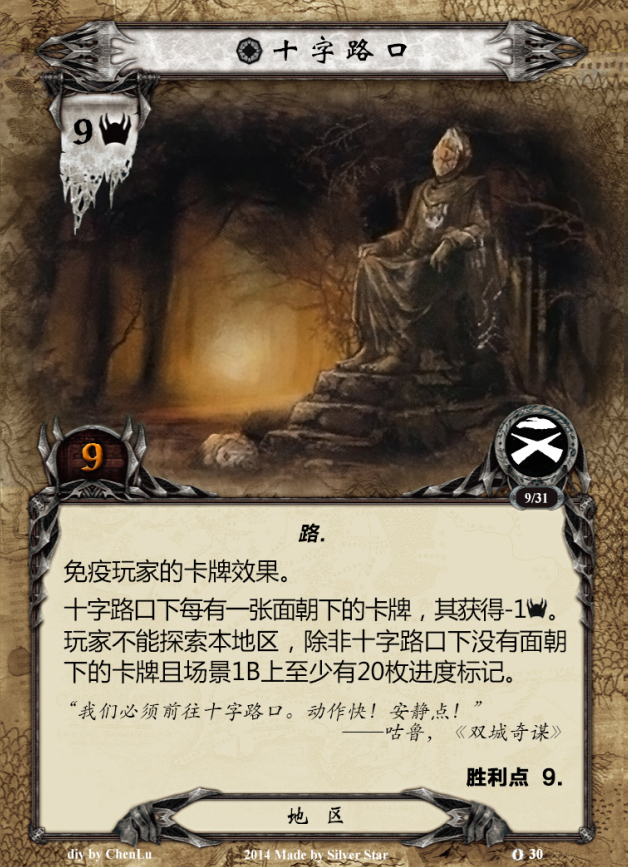 十字路口
9
9
9/31
路.
免疫玩家的卡牌效果。
十字路口下每有一张面朝下的卡牌，其获得-1。
玩家不能探索本地区，除非十字路口下没有面朝
下的卡牌且场景1B上至少有20枚进度标记。
“我们必须前往十字路口。动作快！安静点！”
——咕鲁，《双城奇谋》
胜利点 9.
地 区
diy by ChenLu 2014 Made by Silver Star 30